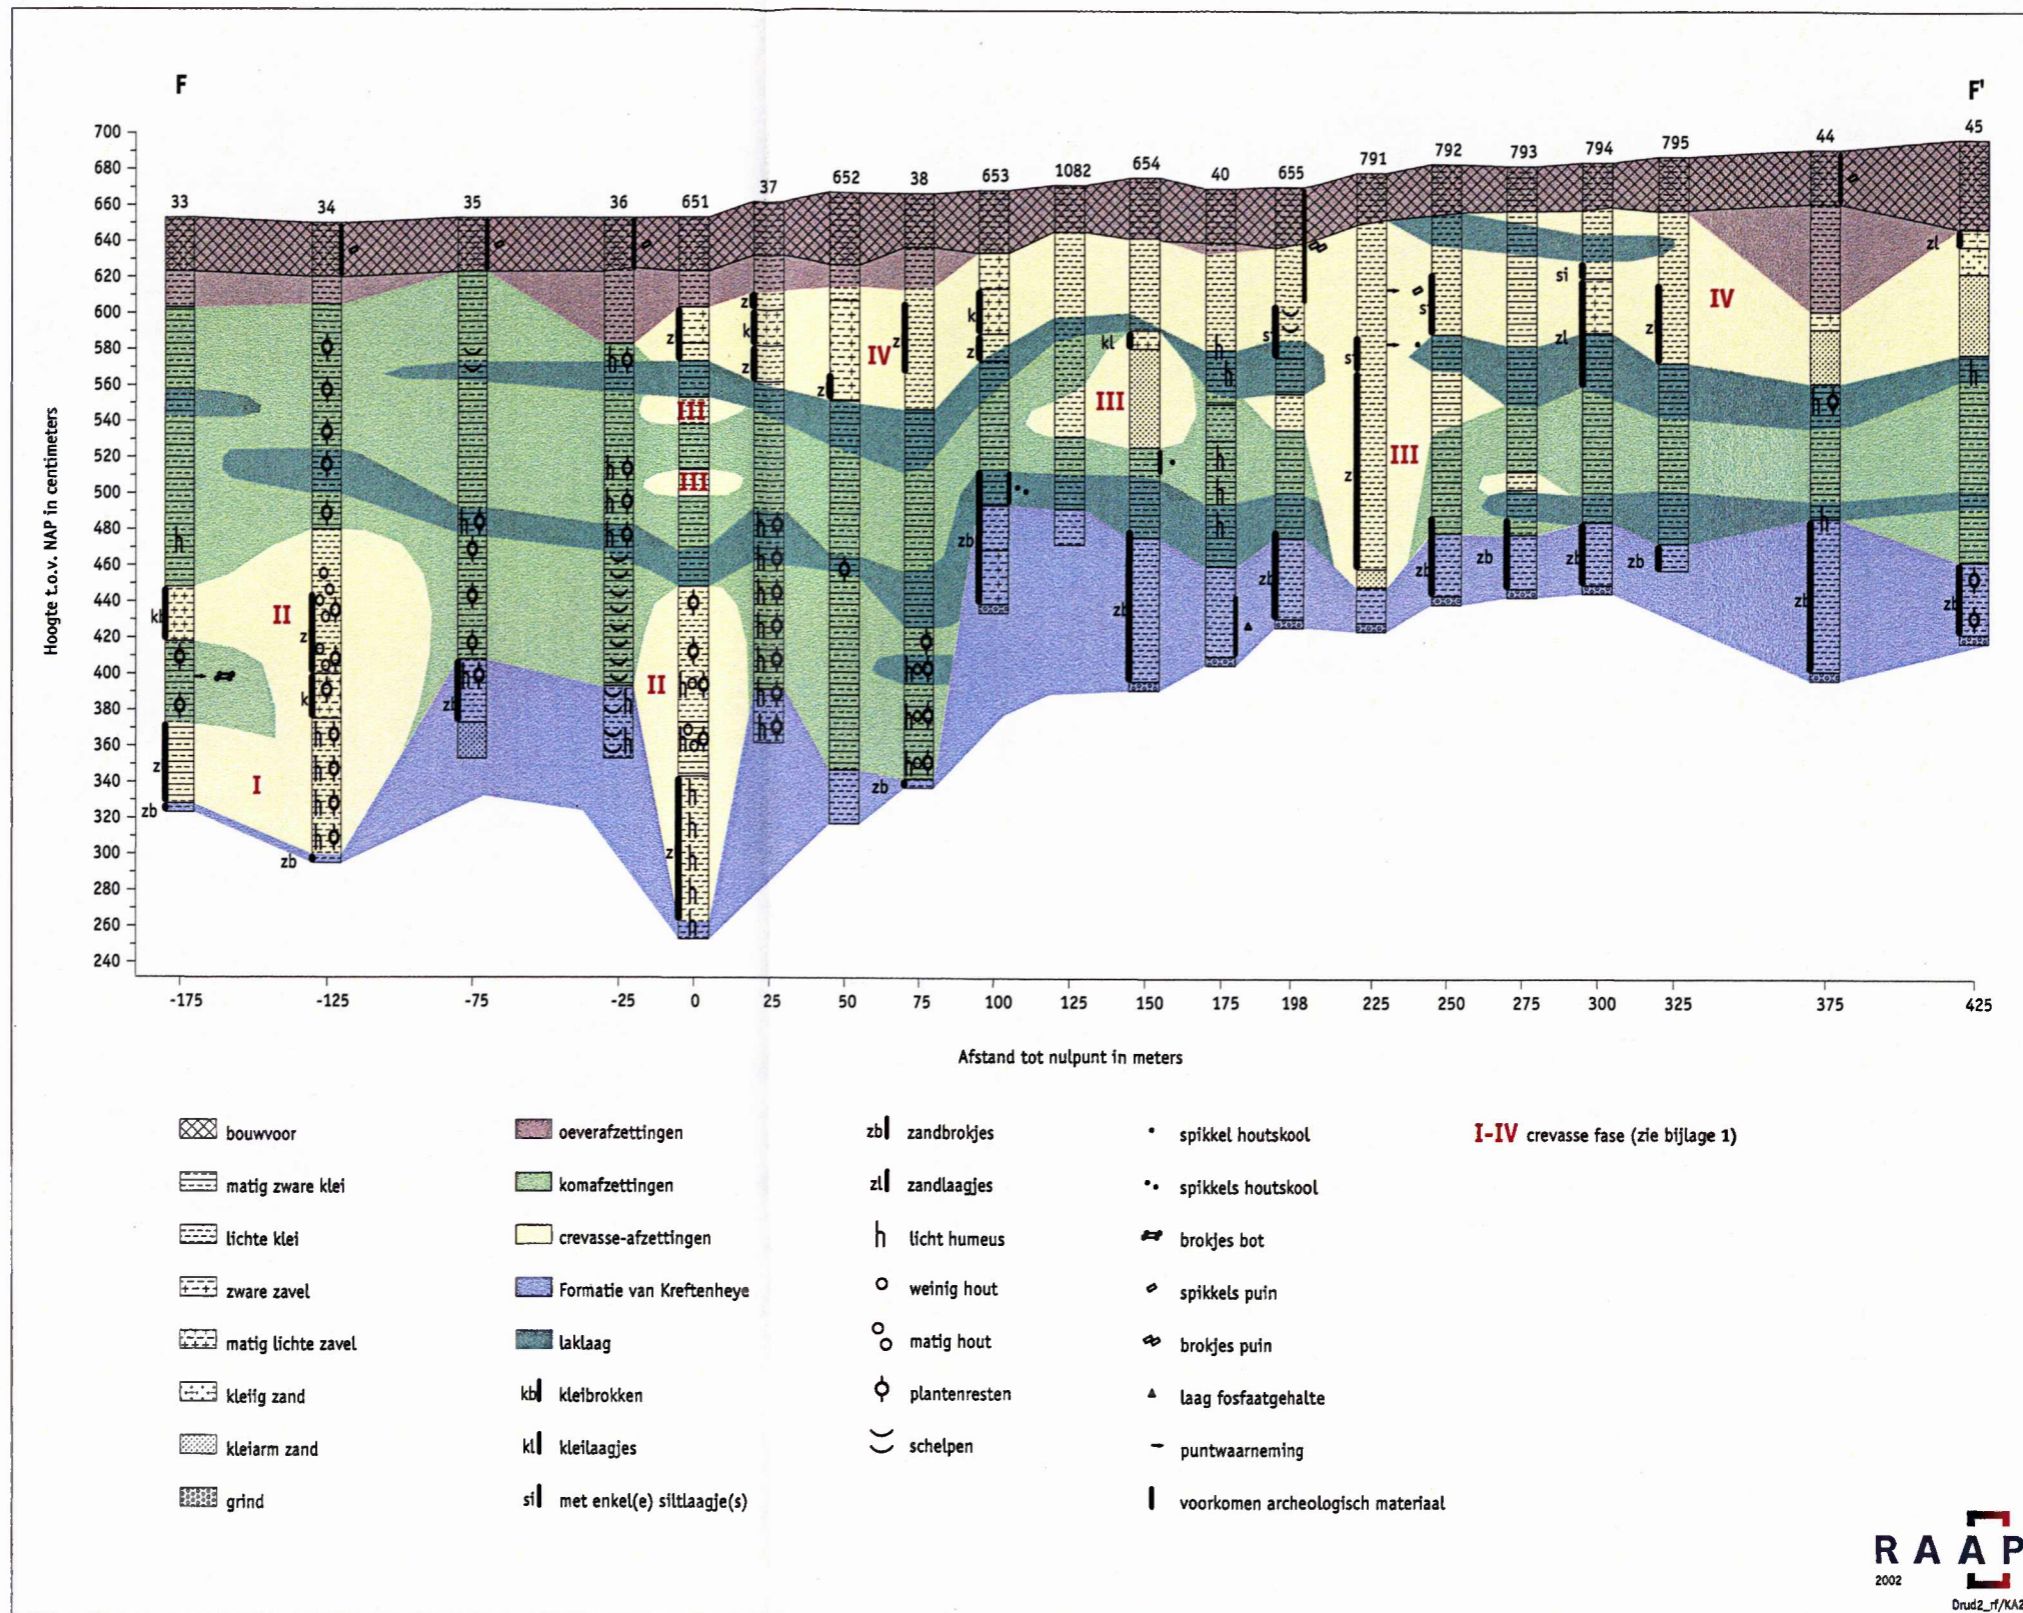 F
F'
33
34
35
36
651
37
652
38
653
1082
654
40
655
791
792
793
794
795
44
45
Hoogte t.o.v. NAP in centimeters
700
680
660
640
620
600
580
560
540
520
500
480
460
440
420
400
380
360
340
320
300
280
260
240
I
II
II
III
III
IV
III
III
IV
-175
-125
-75
-25
0
25
50
75
100
125
150
175
198
225
250
275
300
325
375
425
Afstand tot nulpunt in meters
bouwvoor
matig zware klei
lichte klei
zware zavel
matig lichte zavel
kleiig zand
kleiarm zand
grind
oeverafzettingen
komafzettingen
crevasse-afzettingen
Formatie van Kreftenheye
laklaag
kb kleibrokken
kl kleilaagjes
si met enkel(e) siltlaagje(s)
zb zandbrokjes
zl zandlaagjes
h licht humeus
weinig hout
matig hout
plantenresten
schelpen
spikkel houtskool
spikkels houtskool
brokjes bot
spikkels puin
brokjes puin
laag fosfaatgehalte
puntwaarneming
voorkomen archeologisch materiaal
I-IV crevasse fase (zie bijlage 1)
RAAP
2002
Drud2_rf/KA2